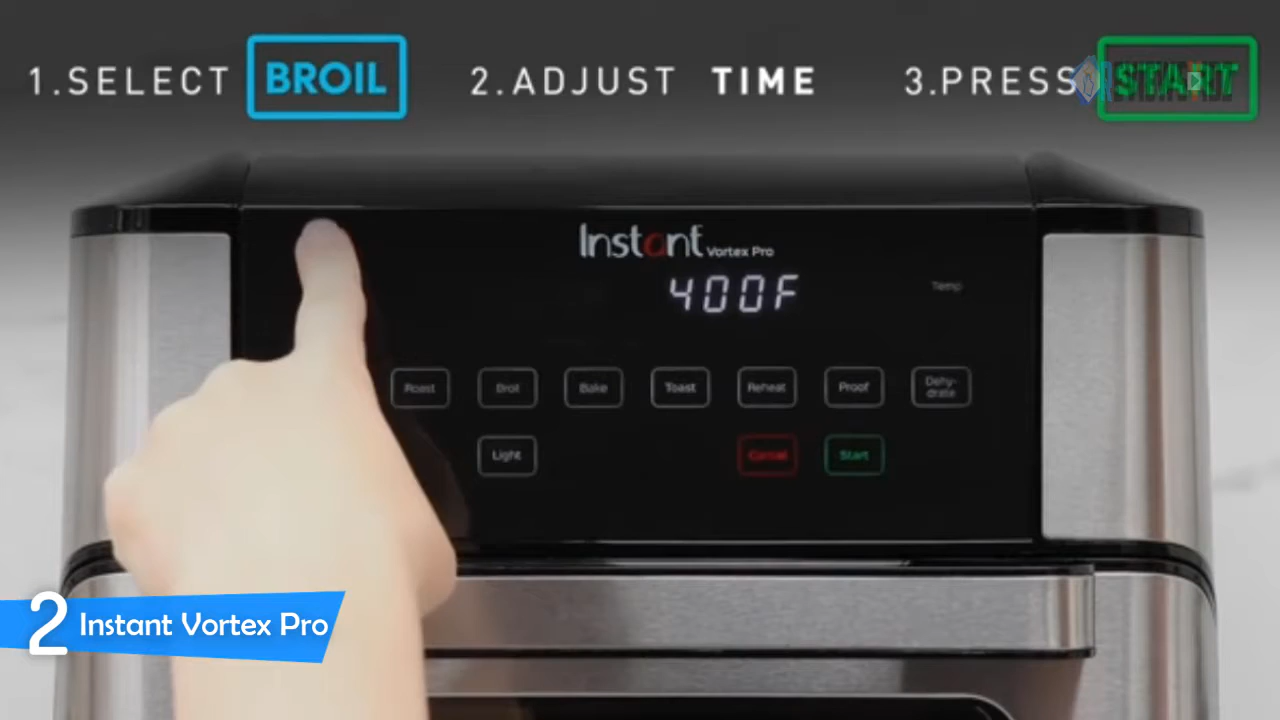 1.SELECT BROIL 2.ADJUST TIME 3.PRESS START
Instant Vortex Pro
400F
Temp
Roast Broil Bake Toast Reheat Proof Dehy-
drate
Light Cancel Start
2 Instant Vortex Pro